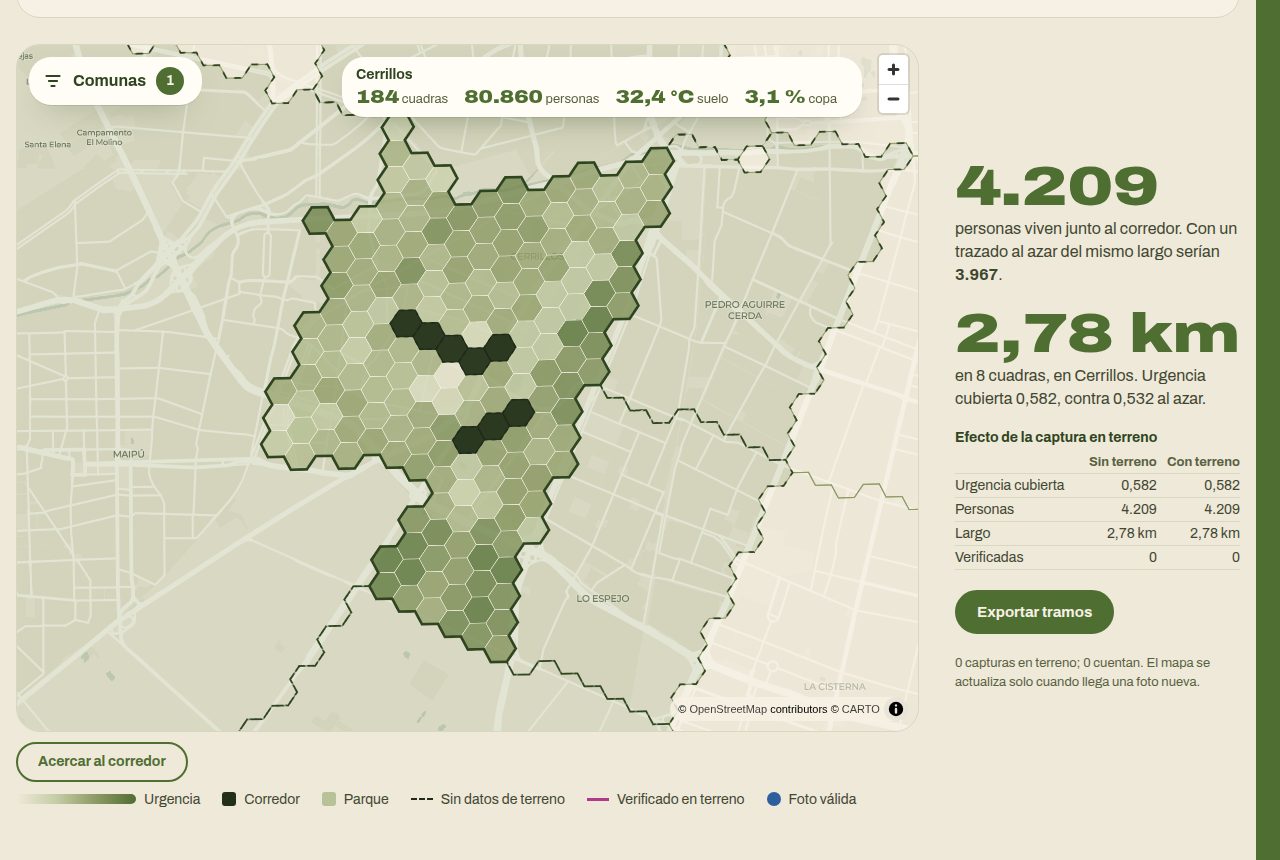 Comunas 1
Cerrillos
184 cuadras 80.860 personas 32,4 °C suelo 3,1 % copa
+
−
Campamento
El Molino
Santa Elena
PEDRO AGUIRRE
CERDA
MAIPÚ
LO ESPEJO
LA CISTERNA
© OpenStreetMap contributors © CARTO
4.209
personas viven junto al corredor. Con un
trazado al azar del mismo largo serían
3.967.
2,78 km
en 8 cuadras, en Cerrillos. Urgencia
cubierta 0,582, contra 0,532 al azar.
Efecto de la captura en terreno
Sin terreno Con terreno
Urgencia cubierta 0,582 0,582
Personas 4.209 4.209
Largo 2,78 km 2,78 km
Verificadas 0 0
Exportar tramos
0 capturas en terreno; 0 cuentan. El mapa se
actualiza solo cuando llega una foto nueva.
Acercar al corredor
Urgencia Corredor Parque Sin datos de terreno Verificado en terreno Foto válida